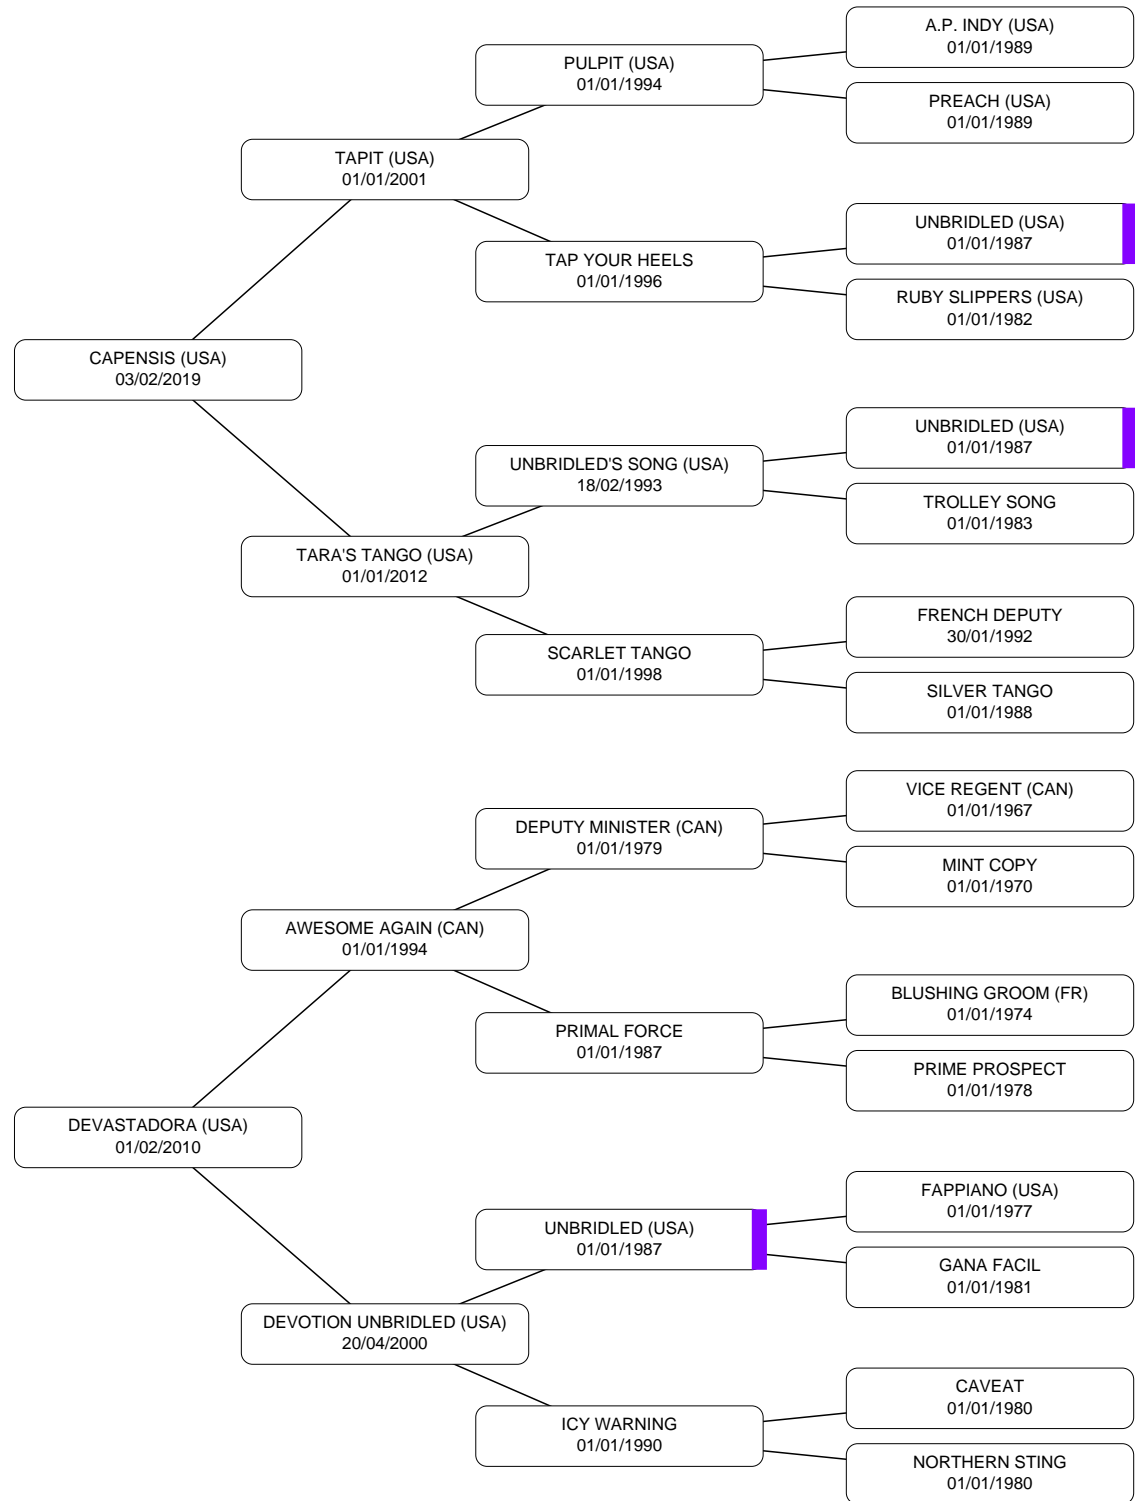 A.P. INDY (USA)
01/01/1989
PULPIT (USA)
01/01/1994
PREACH (USA)
01/01/1989
TAPIT (USA)
01/01/2001
UNBRIDLED (USA)
01/01/1987
TAP YOUR HEELS
01/01/1996
RUBY SLIPPERS (USA)
01/01/1982
CAPENSIS (USA)
03/02/2019
UNBRIDLED (USA)
01/01/1987
UNBRIDLED'S SONG (USA)
18/02/1993
TROLLEY SONG
01/01/1983
TARA'S TANGO (USA)
01/01/2012
FRENCH DEPUTY
30/01/1992
SCARLET TANGO
01/01/1998
SILVER TANGO
01/01/1988
VICE REGENT (CAN)
01/01/1967
DEPUTY MINISTER (CAN)
01/01/1979
MINT COPY
01/01/1970
AWESOME AGAIN (CAN)
01/01/1994
BLUSHING GROOM (FR)
01/01/1974
PRIMAL FORCE
01/01/1987
PRIME PROSPECT
01/01/1978
DEVASTADORA (USA)
01/02/2010
FAPPIANO (USA)
01/01/1977
UNBRIDLED (USA)
01/01/1987
GANA FACIL
01/01/1981
DEVOTION UNBRIDLED (USA)
20/04/2000
CAVEAT
01/01/1980
ICY WARNING
01/01/1990
NORTHERN STING
01/01/1980